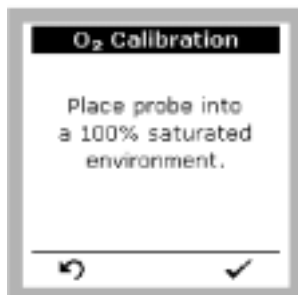 O₂ Calibration
Place probe into
a 100% saturated
environment.